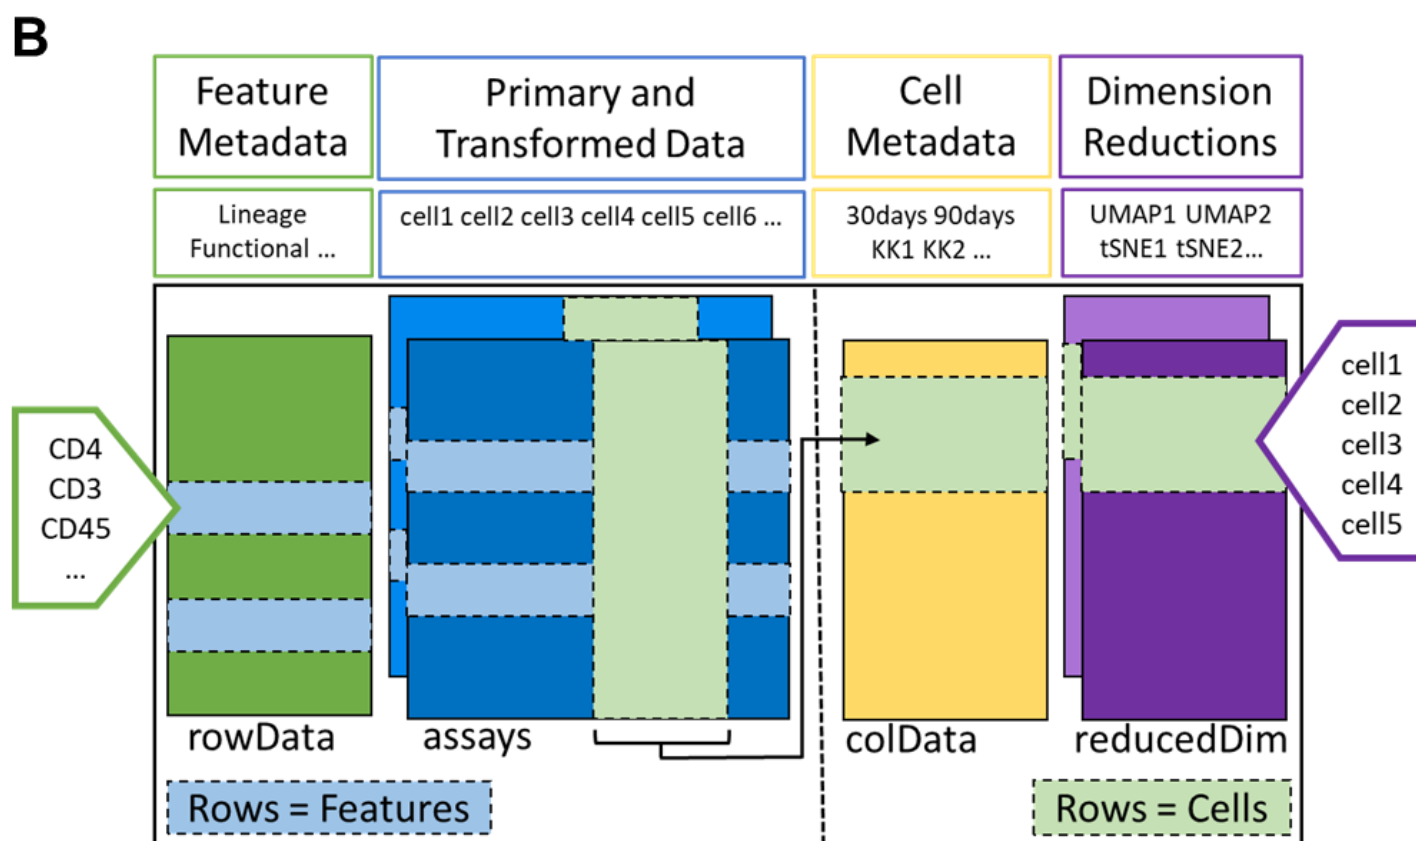 B
Feature
Metadata
Primary and
Transformed Data
Cell
Metadata
Dimension
Reductions
Lineage
Functional ...
cell1 cell2 cell3 cell4 cell5 cell6 ...
30days 90days
KK1 KK2 ...
UMAP1 UMAP2
tSNE1 tSNE2...
CD4
CD3
CD45
...
cell1
cell2
cell3
cell4
cell5
rowData
assays
colData
reducedDim
Rows = Features
Rows = Cells